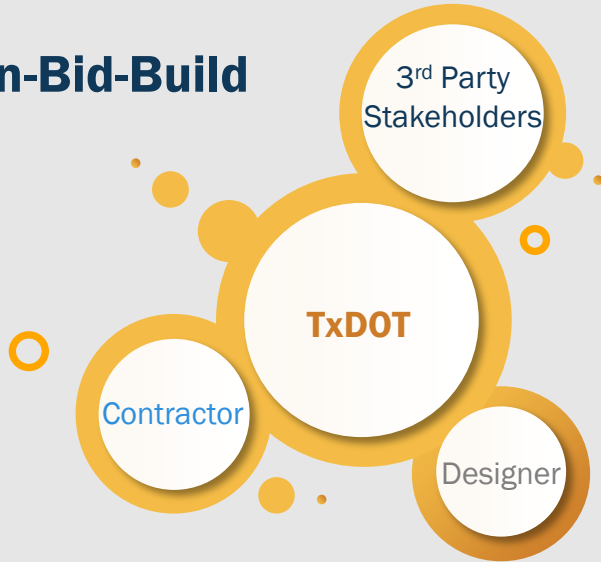 n-Bid-Build
3rd Party
Stakeholders
TxDOT
Contractor
Designer